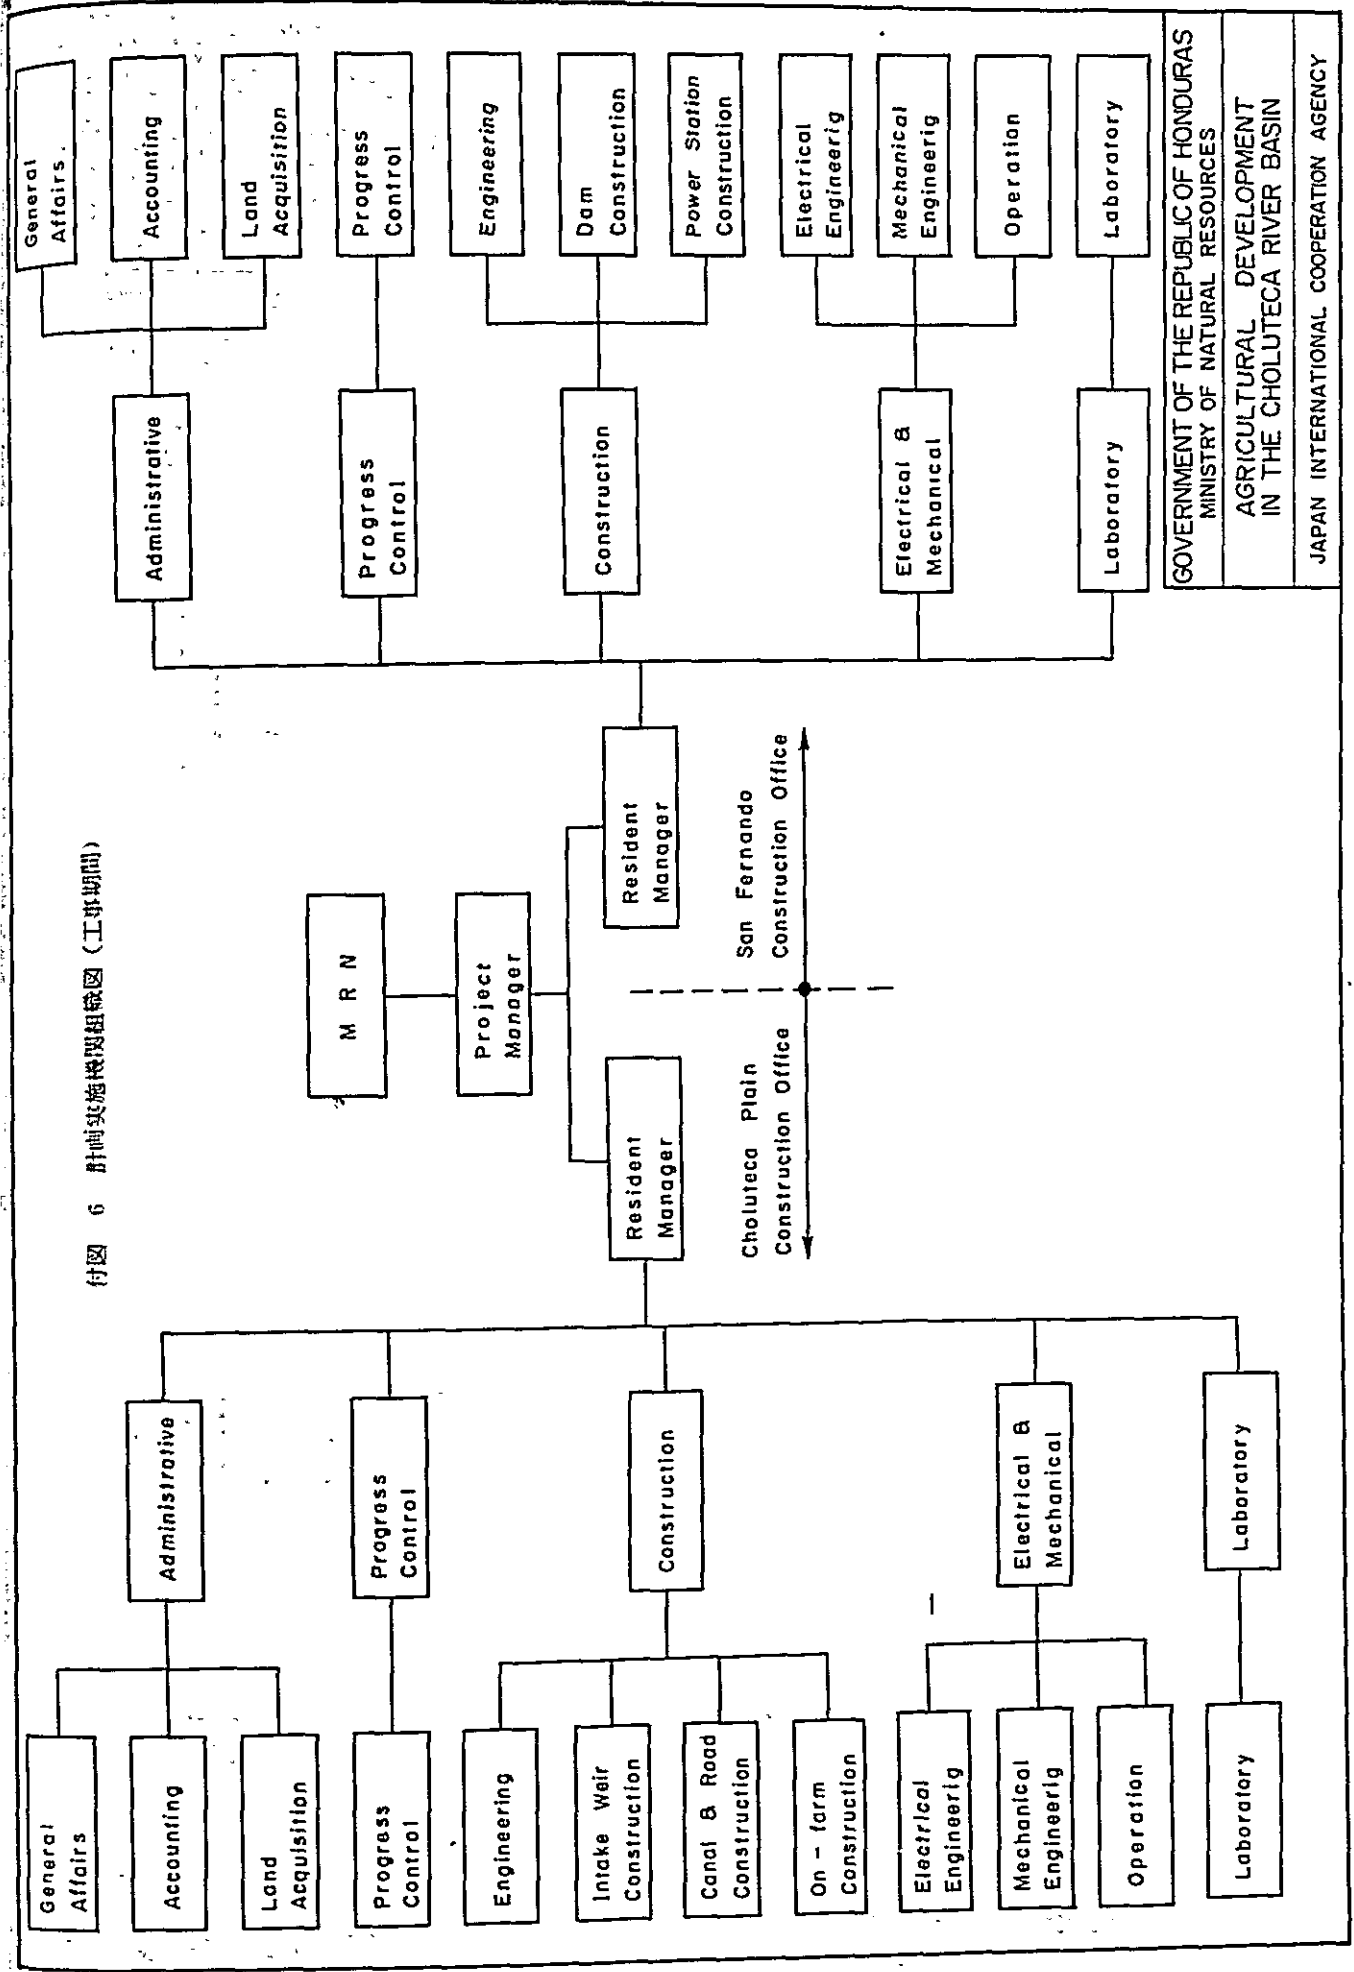 付図 6 計画実施機関組織図（工事期間）
M R N
Project
Manager
Resident
Manager
Resident
Manager
Choluteca Plain
Construction Office
San Fernando
Construction Office
Administrative
Progress
Control
Construction
Electrical &
Mechanical
Laboratory
General
Affairs
Accounting
Land
Acquisition
Progress
Control
Engineering
Intake Weir
Construction
Canal & Road
Construction
On - farm
Construction
Electrical
Engineerig
Mechanical
Engineerig
Operation
Laboratory
Administrative
Progress
Control
Construction
Electrical &
Mechanical
Laboratory
General
Affairs
Accounting
Land
Acquisition
Progress
Control
Engineering
Dam
Construction
Power Station
Construction
Electrical
Engineerig
Mechanical
Engineerig
Operation
Laboratory
GOVERNMENT OF THE REPUBLIC OF HONDURAS
MINISTRY OF NATURAL RESOURCES
AGRICULTURAL DEVELOPMENT
IN THE CHOLUTECA RIVER BASIN
JAPAN INTERNATIONAL COOPERATION AGENCY